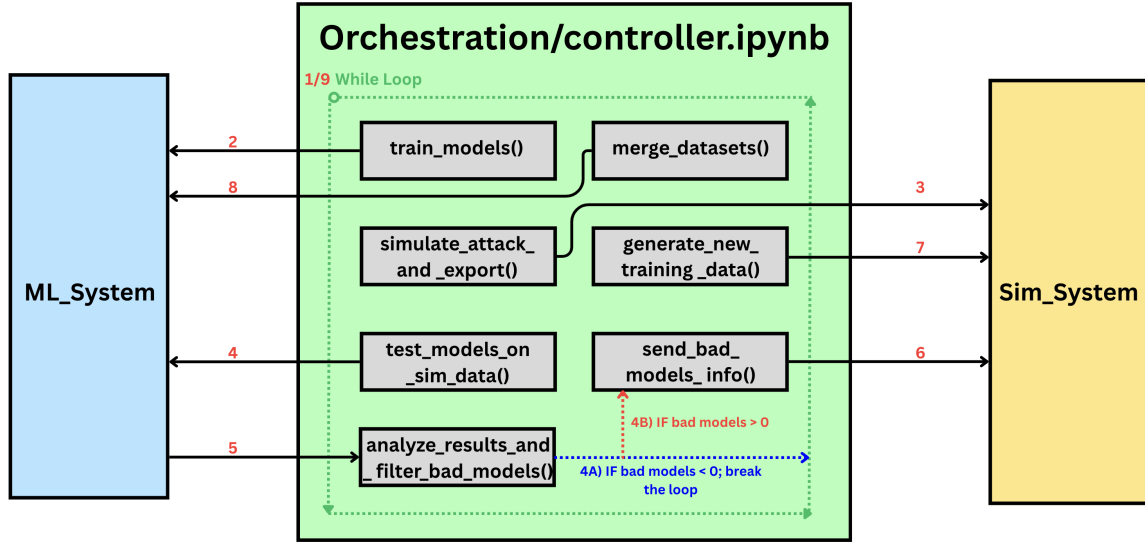 Orchestration/controller.ipynb
1/9 While Loop
ML_System
Sim_System
2
train_models()
merge_datasets()
8
3
simulate_attack_
and _export()
generate_new_
training _data()
7
4
test_models_on
_sim_data()
send_bad_
models_ info()
6
4B) IF bad models > 0
5
analyze_results_and
_ filter_bad_models()
4A) IF bad models < 0; break
the loop